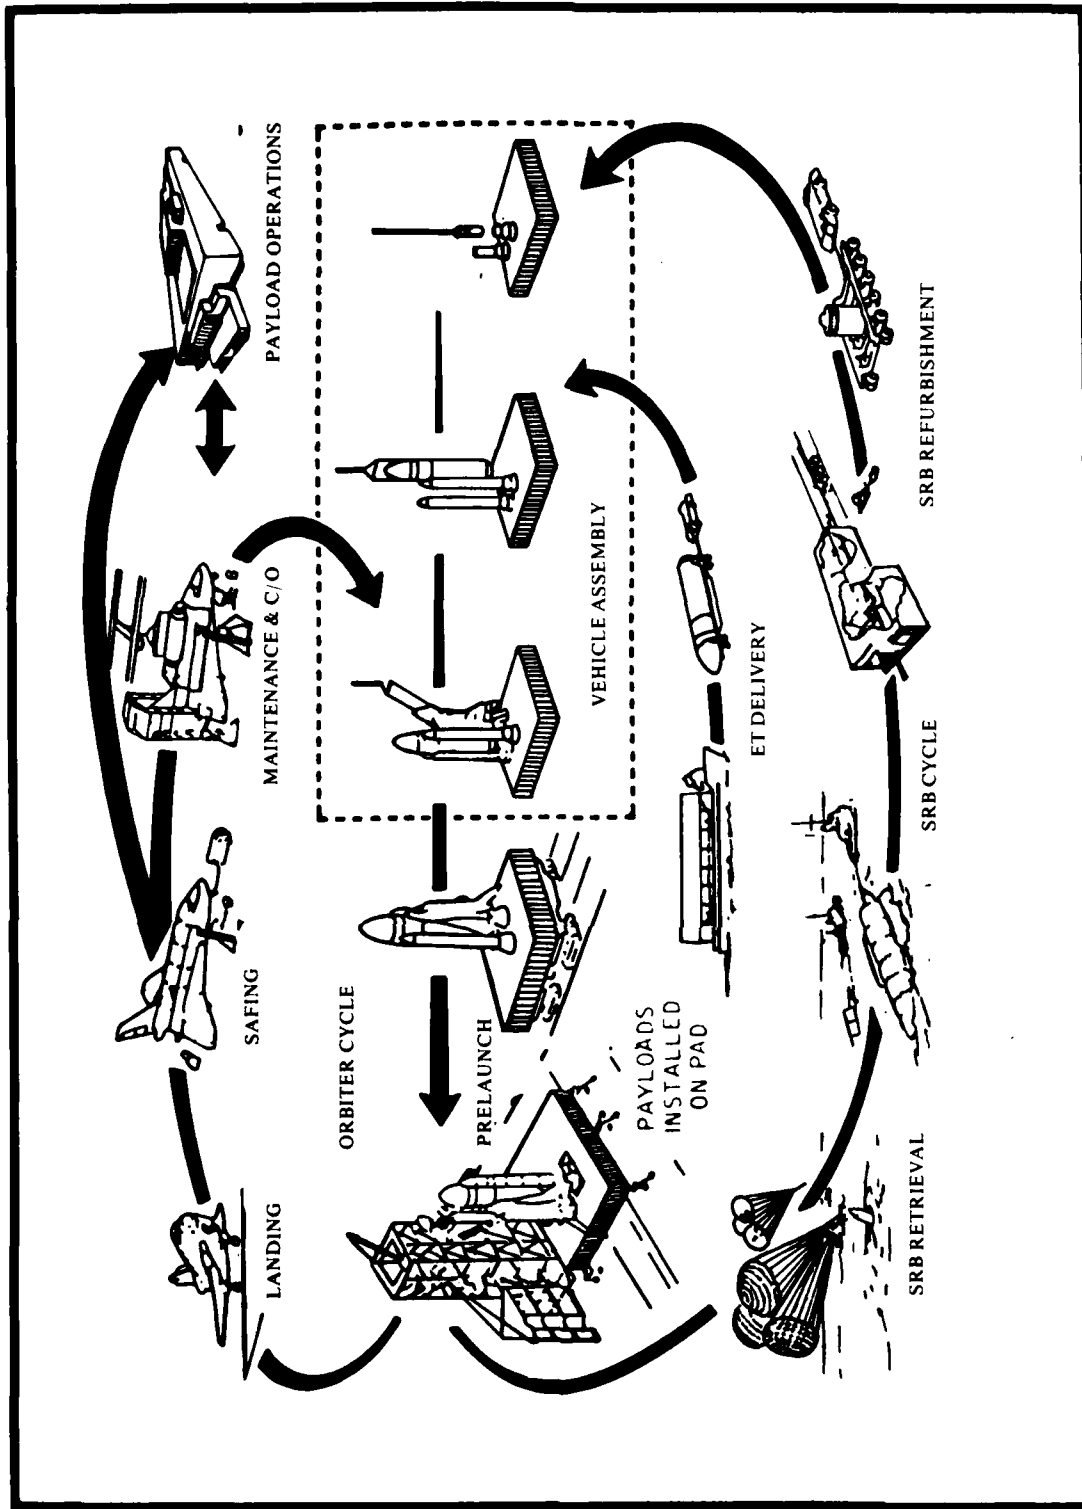 LANDING
SAFING
MAINTENANCE & C/O
PAYLOAD OPERATIONS
ORBITER CYCLE
PRELAUNCH
VEHICLE ASSEMBLY
PAYLOADS
INSTALLED
ON PAD
ET DELIVERY
SRB RETRIEVAL
SRB CYCLE
SRB REFURBISHMENT